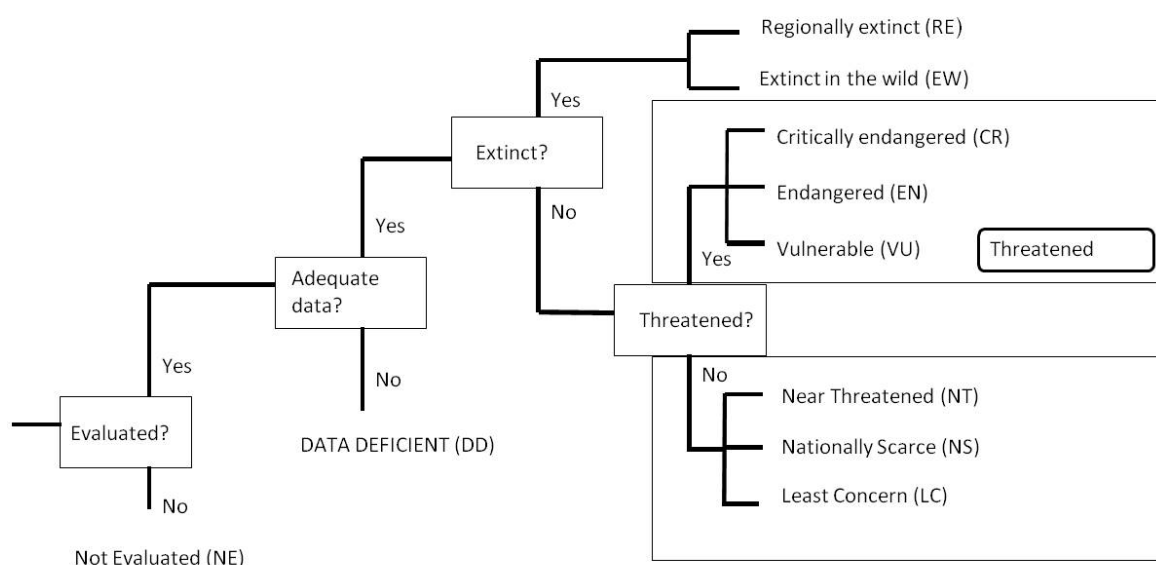 Regionally extinct (RE)
Extinct in the wild (EW)
Yes
Extinct?
Critically endangered (CR)
No
Endangered (EN)
Yes
Vulnerable (VU)
Threatened
Yes
Adequate
data?
Threatened?
Yes
No
No
Near Threatened (NT)
Evaluated?
DATA DEFICIENT (DD)
Nationally Scarce (NS)
No
Least Concern (LC)
Not Evaluated (NE)